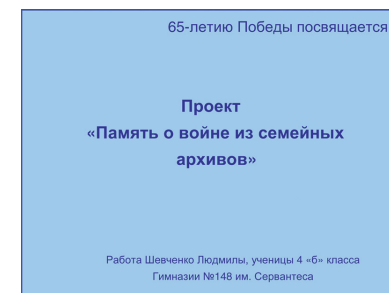 65-летию Победы посвящается
Проект
«Память о войне из семейных
архивов»
Работа Шевченко Людмилы, ученицы 4 «б» класса
Гимназии №148 им. Сервантеса